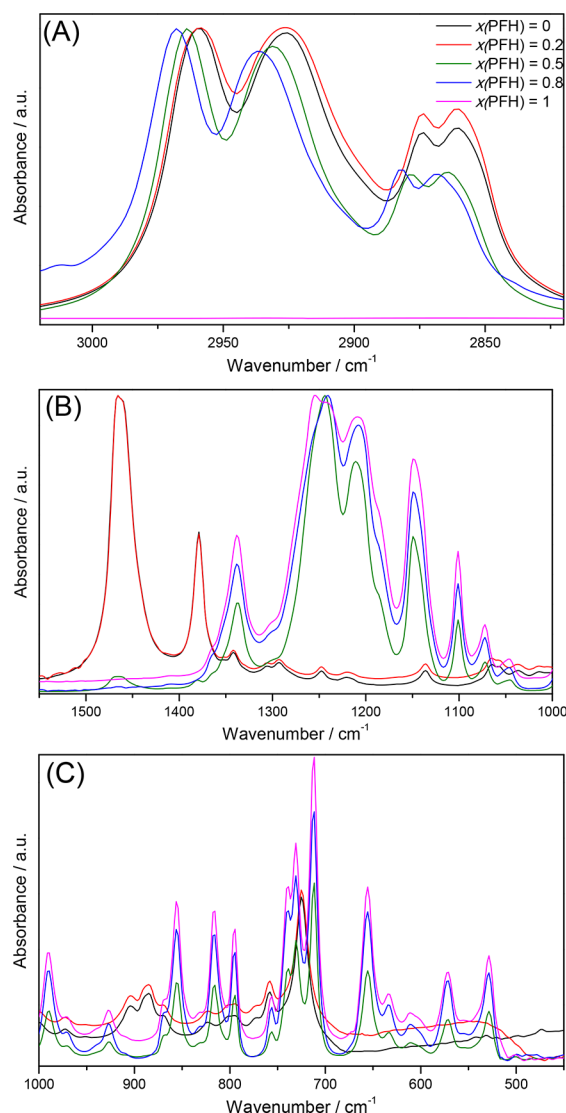 (A)
x(PFH) = 0
x(PFH) = 0.2
x(PFH) = 0.5
x(PFH) = 0.8
x(PFH) = 1
Absorbance / a.u.
3000 2950 2900 2850
Wavenumber / cm-1
(B)
Absorbance / a.u.
1500 1400 1300 1200 1100 1000
Wavenumber / cm-1
(C)
Absorbance / a.u.
1000 900 800 700 600 500
Wavenumber / cm-1